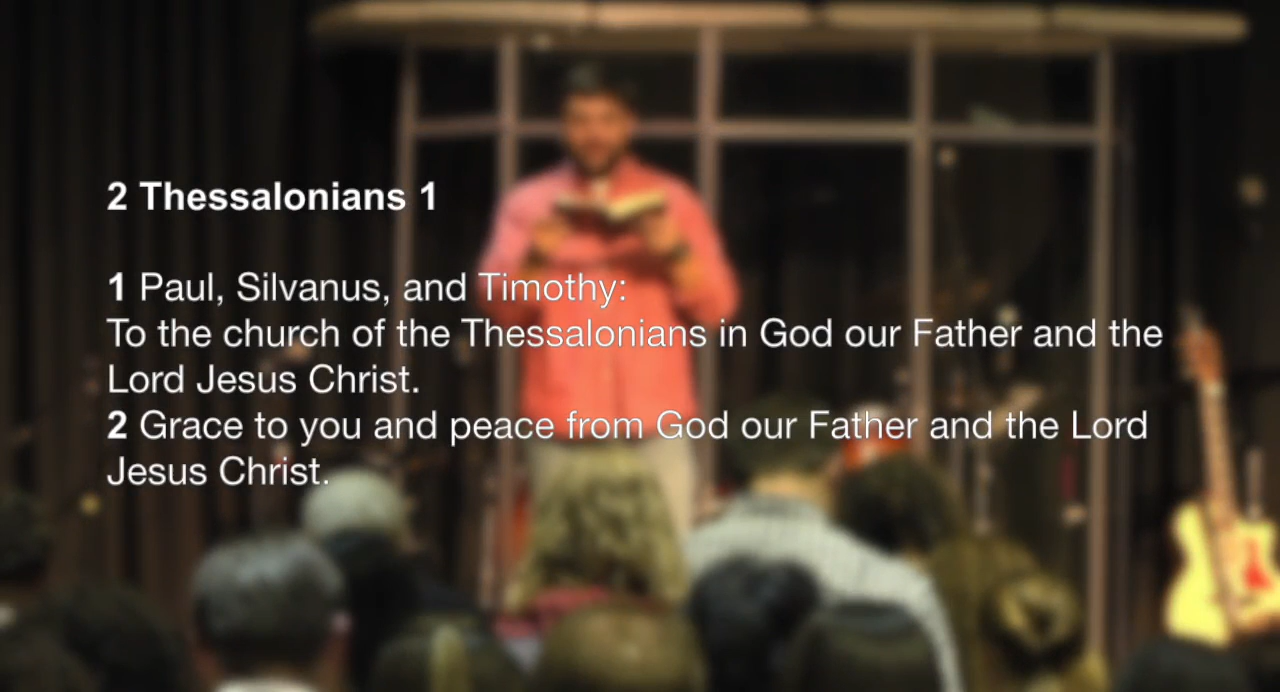 2 Thessalonians 1
1 Paul, Silvanus, and Timothy:
To the church of the Thessalonians in God our Father and the
Lord Jesus Christ.
2 Grace to you and peace from God our Father and the Lord
Jesus Christ.